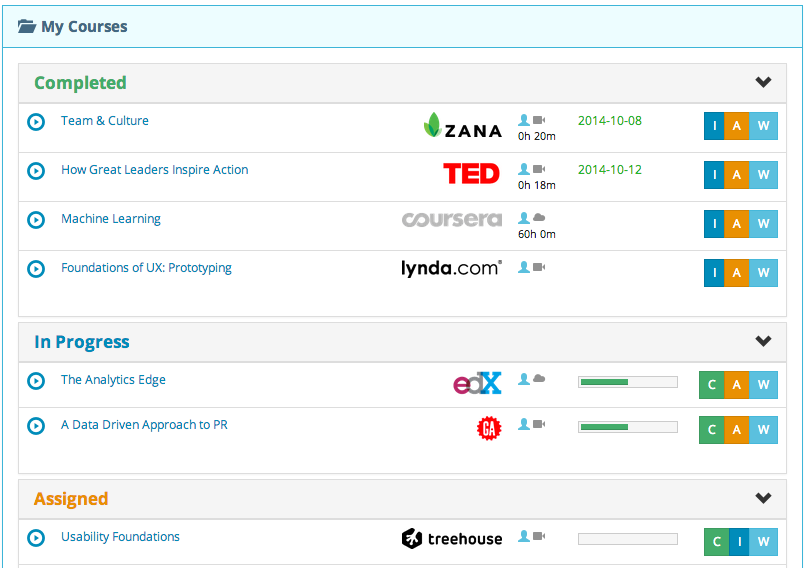 My Courses
Completed
Team & Culture ZANA 0h 20m 2014-10-08 I A W
How Great Leaders Inspire Action TED 0h 18m 2014-10-12 I A W
Machine Learning coursera 60h 0m I A W
Foundations of UX: Prototyping lynda.com® I A W
In Progress
The Analytics Edge edX C A W
A Data Driven Approach to PR GA C A W
Assigned
Usability Foundations treehouse C I W